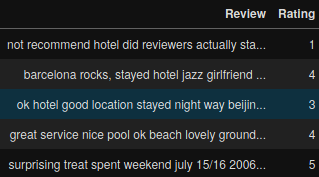 Review Rating
not recommend hotel did reviewers actually sta... 1
barcelona rocks, stayed hotel jazz girlfriend ... 4
ok hotel good location stayed night way beijin... 3
great service nice pool ok beach lovely ground... 4
surprising treat spent weekend july 15/16 2006... 5